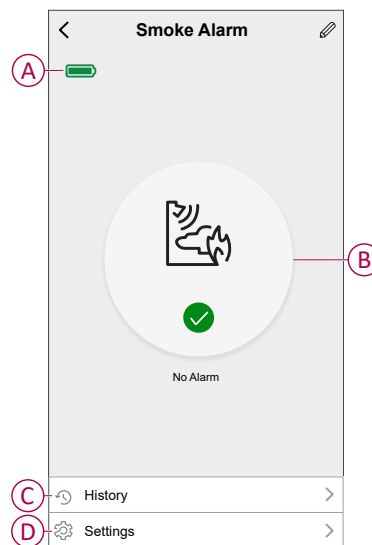 Smoke Alarm
A
B
No Alarm
C
History
D
Settings